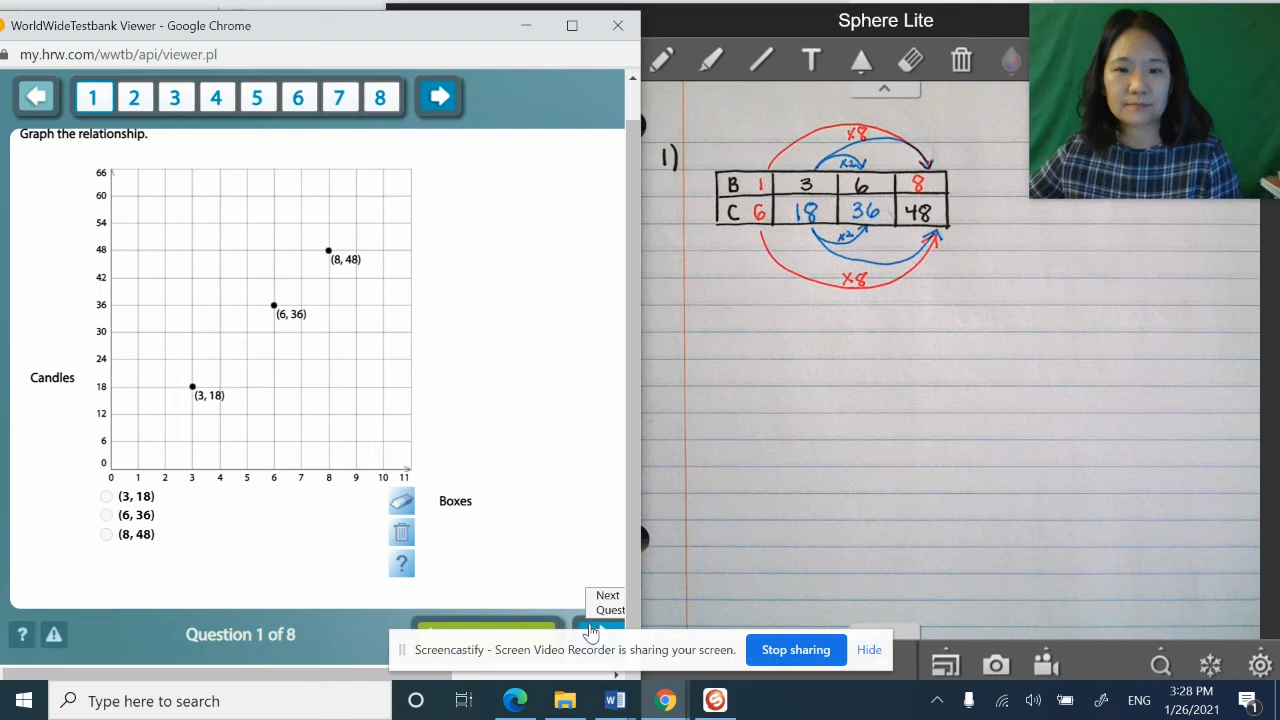 WorldWideTestbank Viewer - Google Chrome
my.hrw.com/wwtb/api/viewer.pl
1 2 3 4 5 6 7 8
Graph the relationship.
66
60
54
48
42
36
30
24
18
12
6
0
Candles
(8, 48)
(6, 36)
(3, 18)
0 1 2 3 4 5 6 7 8 9 10 11
Boxes
(3, 18)
(6, 36)
(8, 48)
?
Next
Quest
? Question 1 of 8
Sphere Lite
T
1)
×8
×2
B 1 3 6 8
C 6 18 36 48
×2
×8
Screencastify - Screen Video Recorder is sharing your screen. Stop sharing Hide
Type here to search
ENG
3:28 PM
1/26/2021
1